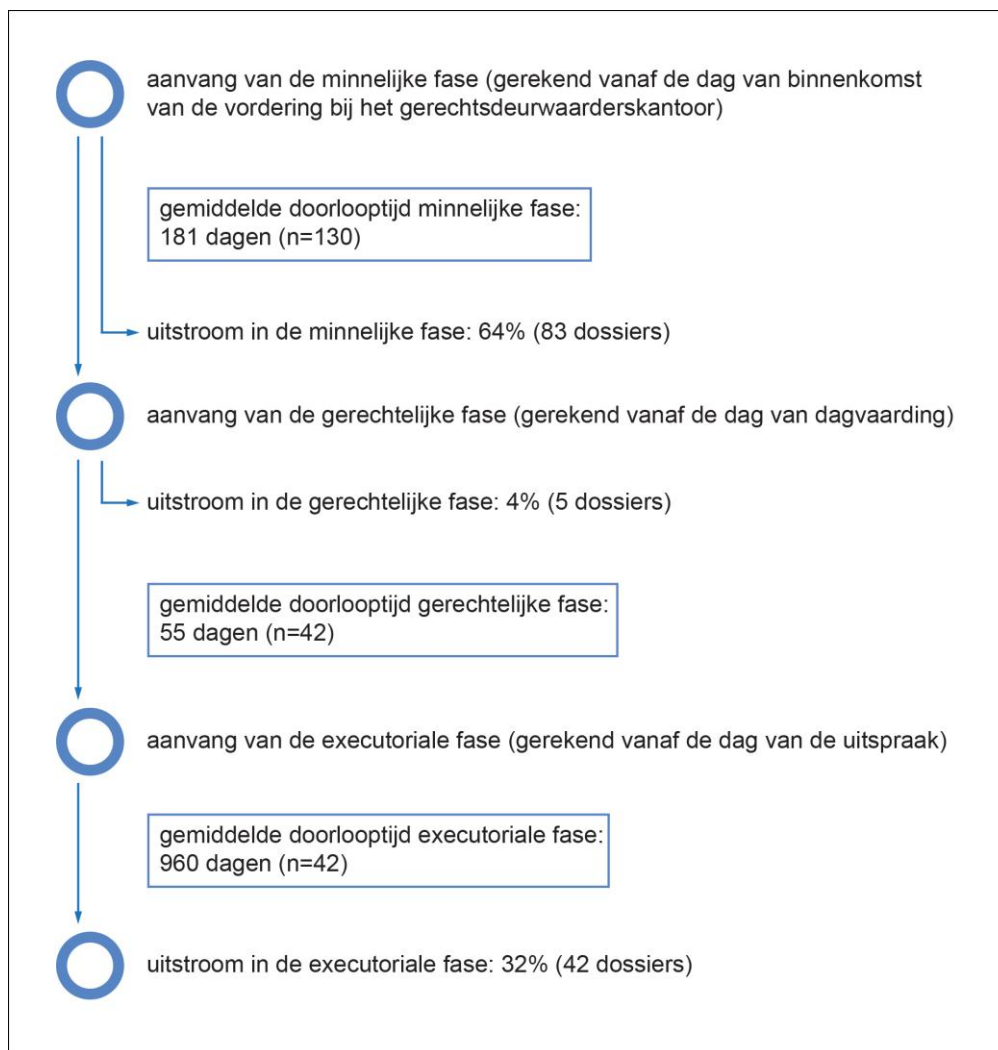 aanvang van de minnelijke fase (gerekend vanaf de dag van binnenkomst
van de vordering bij het gerechtsdeurwaarderskantoor)
gemiddelde doorlooptijd minnelijke fase:
181 dagen (n=130)
uitstroom in de minnelijke fase: 64% (83 dossiers)
aanvang van de gerechtelijke fase (gerekend vanaf de dag van dagvaarding)
uitstroom in de gerechtelijke fase: 4% (5 dossiers)
gemiddelde doorlooptijd gerechtelijke fase:
55 dagen (n=42)
aanvang van de executoriale fase (gerekend vanaf de dag van de uitspraak)
gemiddelde doorlooptijd executoriale fase:
960 dagen (n=42)
uitstroom in de executoriale fase: 32% (42 dossiers)